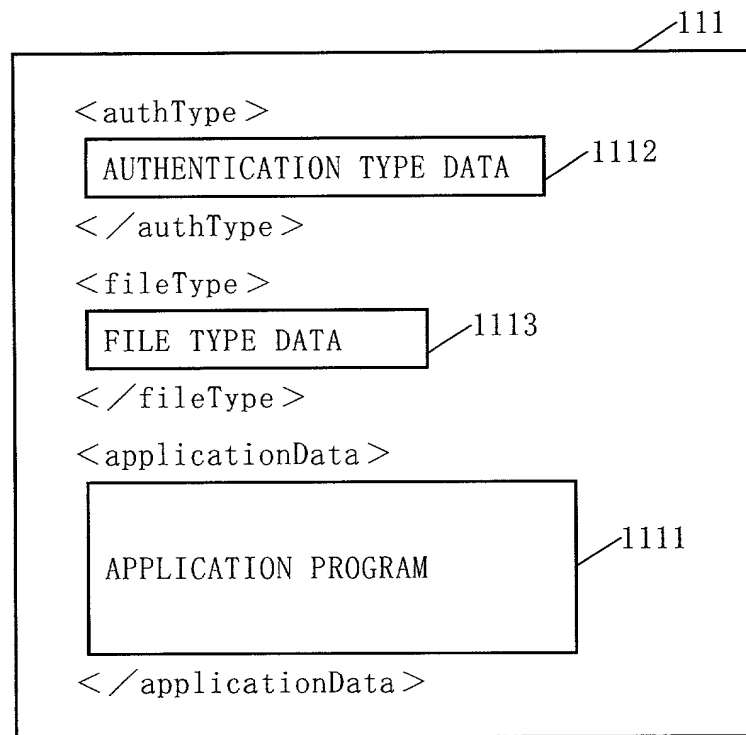 111
<authType>
AUTHENTICATION TYPE DATA
1112
</authType>
<fileType>
FILE TYPE DATA
1113
</fileType>
<applicationData>
APPLICATION PROGRAM
1111
</applicationData>